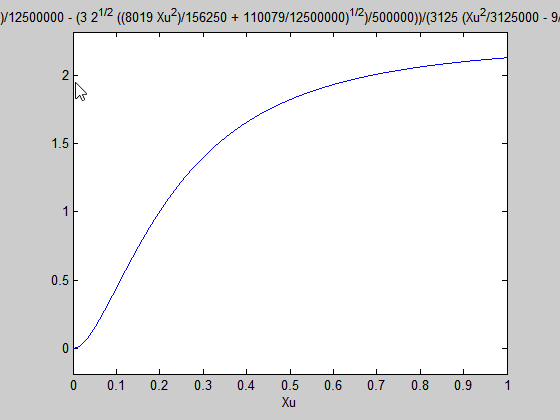 )/12500000 - (3 2^1/2 ((8019 Xu^2)/156250 + 110079/12500000)^1/2)/500000))/(3125 (Xu^2/3125000 - 9/
2
1.5
1
0.5
0
0 0.1 0.2 0.3 0.4 0.5 0.6 0.7 0.8 0.9 1
Xu